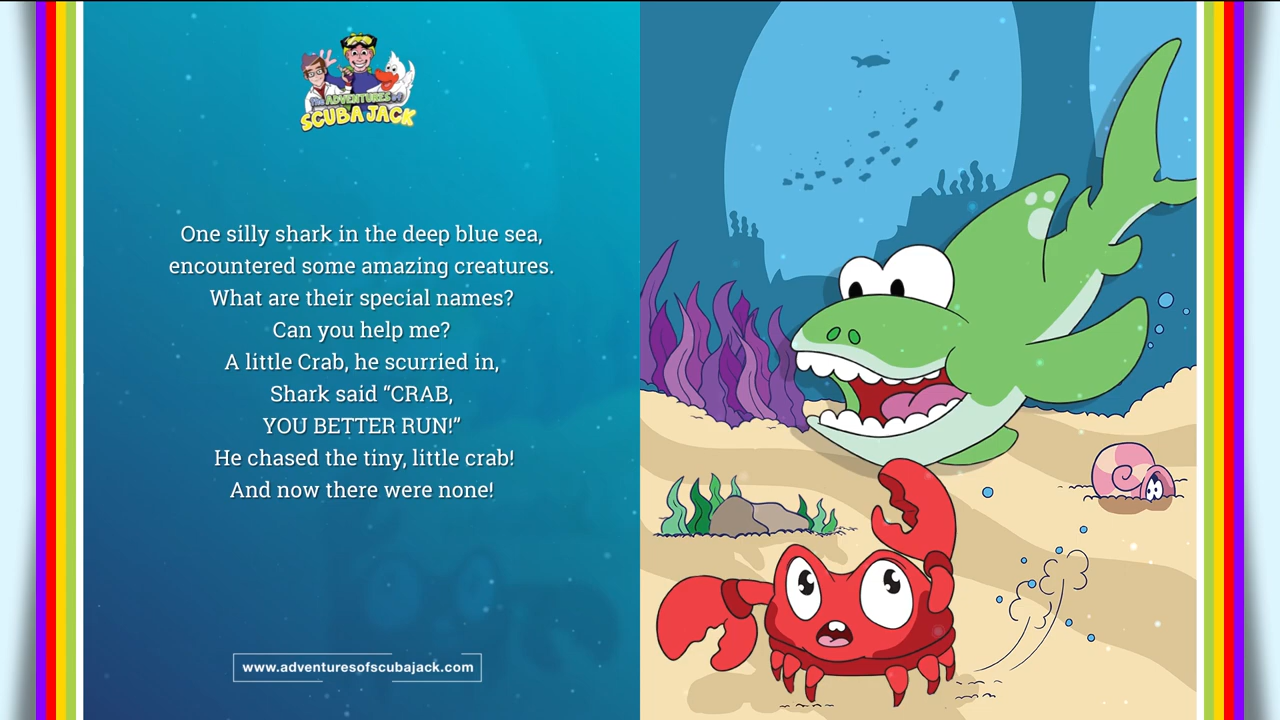 THE ADVENTURES OF
SCUBA JACK
One silly shark in the deep blue sea,
encountered some amazing creatures.
What are their special names?
Can you help me?
A little Crab, he scurried in,
Shark said “CRAB,
YOU BETTER RUN!”
He chased the tiny, little crab!
And now there were none!
www.adventuresofscubajack.com